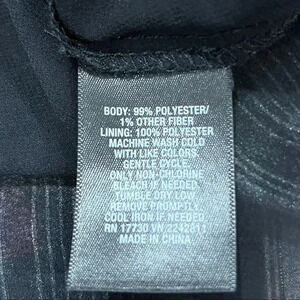 BODY: 99% POLYESTER/
1% OTHER FIBER
LINING: 100% POLYESTER
MACHINE WASH COLD
WITH LIKE COLORS,
GENTLE CYCLE
ONLY NON-CHLORINE
BLEACH IF NEEDED
TUMBLE DRY LOW
REMOVE PROMPTLY
COOL IRON IF NEEDED
RN 17730 VN 2242811
MADE IN CHINA